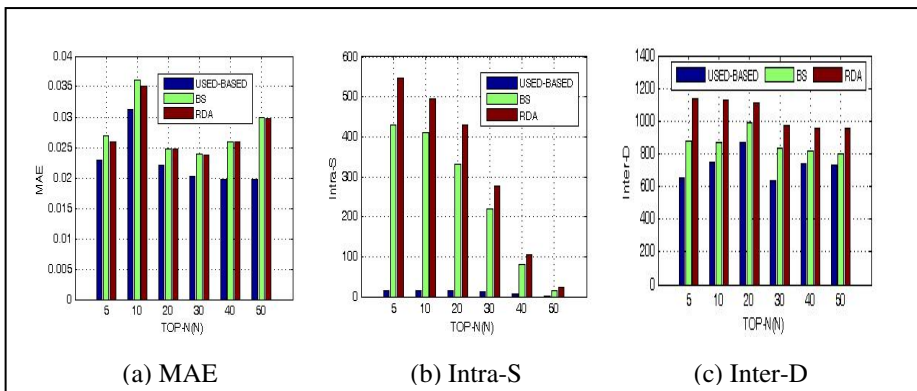 0.04
0.035
0.03
0.025
0.02
0.015
0.01
0.005
0
MAE
USED-BASED
BS
RDA
5 10 20 30 40 50
TOP-N(N)
(a) MAE
600
500
400
300
200
100
0
Intra-S
USED-BASED
BS
RDA
5 10 20 30 40 50
TOP-N(N)
(b) Intra-S
1400
1200
1000
800
600
400
200
0
Inter-D
USED-BASED BS RDA
5 10 20 30 40 50
TOP-N(N)
(c) Inter-D